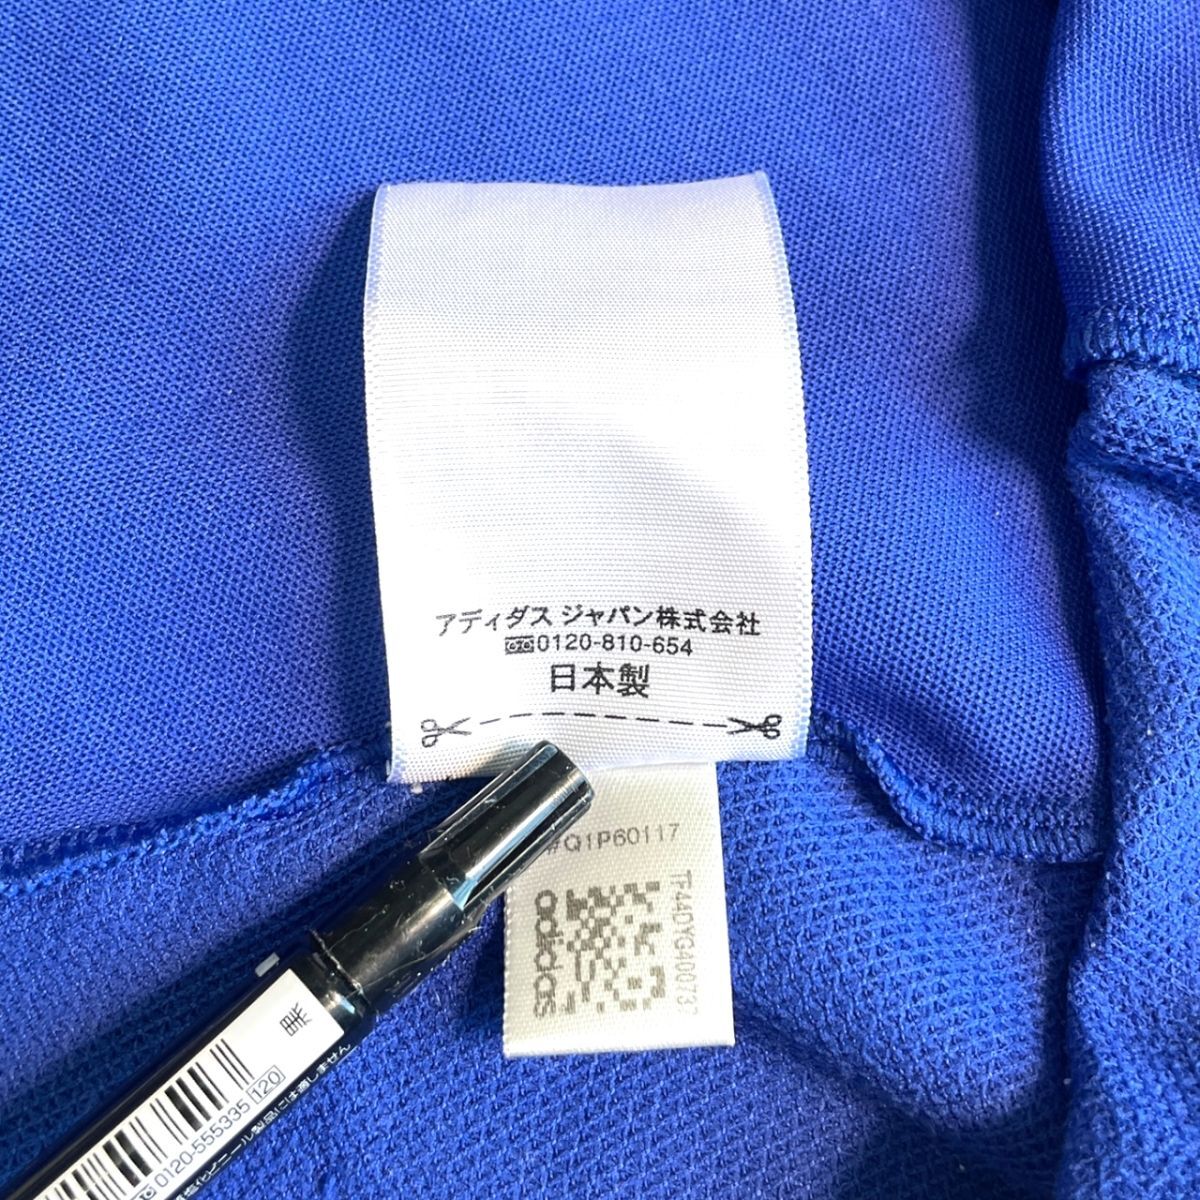 アディダス ジャパン株式会社
0120-810-654
日本製
#Q1P60117
adidas
黒
0120-555335 120